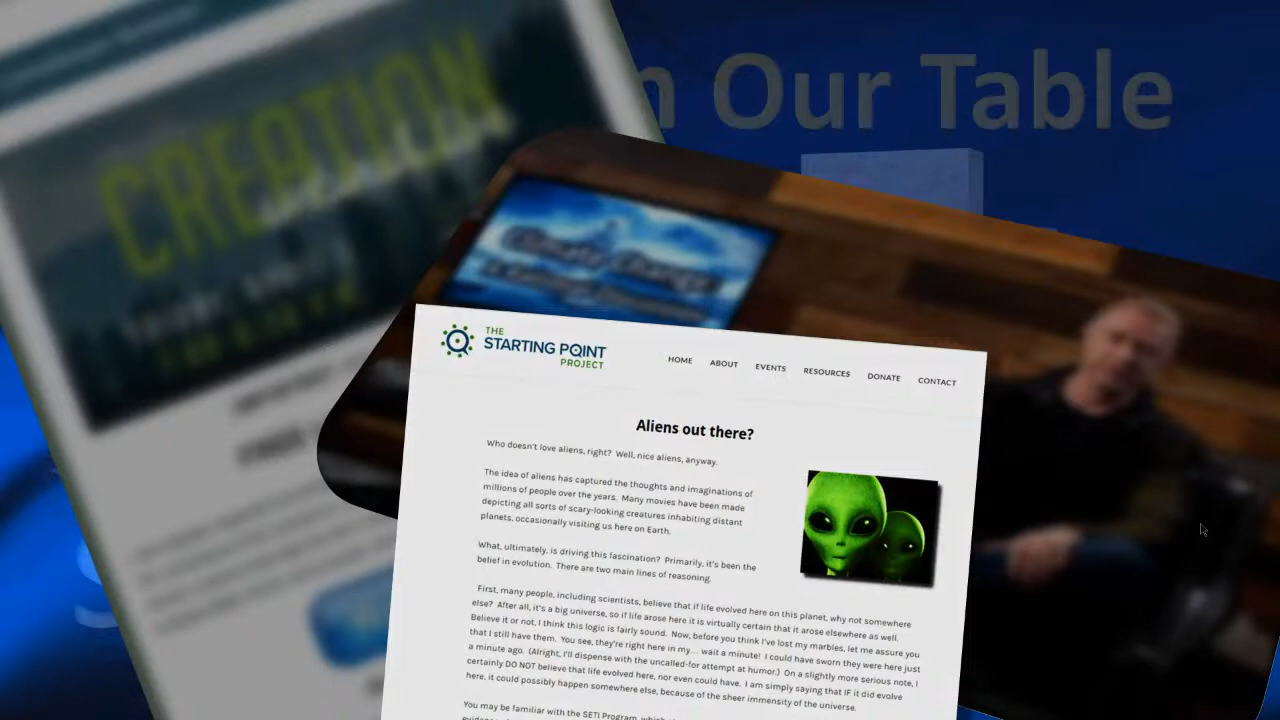 n Our Table
CREATION
Climate Change
THE
STARTING POINT
PROJECT
HOME ABOUT EVENTS RESOURCES DONATE CONTACT
Aliens out there?
Who doesn't love aliens, right? Well, nice aliens, anyway.
The idea of aliens has captured the thoughts and imaginations of
millions of people over the years. Many movies have been made
depicting all sorts of scary-looking creatures inhabiting distant
planets, occasionally visiting us here on Earth.
What, ultimately, is driving this fascination? Primarily, it's been the
belief in evolution. There are two main lines of reasoning.
First, many people, including scientists, believe that if life evolved here on this planet, why not somewhere
else? After all, it's a big universe, so if life arose here it is virtually certain that it arose elsewhere as well.
Believe it or not, I think this logic is fairly sound. Now, before you think I've lost my marbles, let me assure you
that I still have them. You see, they're right here in my... wait a minute! I could have sworn they were here just
a minute ago. (Alright, I'll dispense with the uncalled-for attempt at humor.) On a slightly more serious note, I
certainly DO NOT believe that life evolved here, nor even could have. I am simply saying that IF it did evolve
here, it could possibly happen somewhere else, because of the sheer immensity of the universe.
You may be familiar with the SETI Program, which